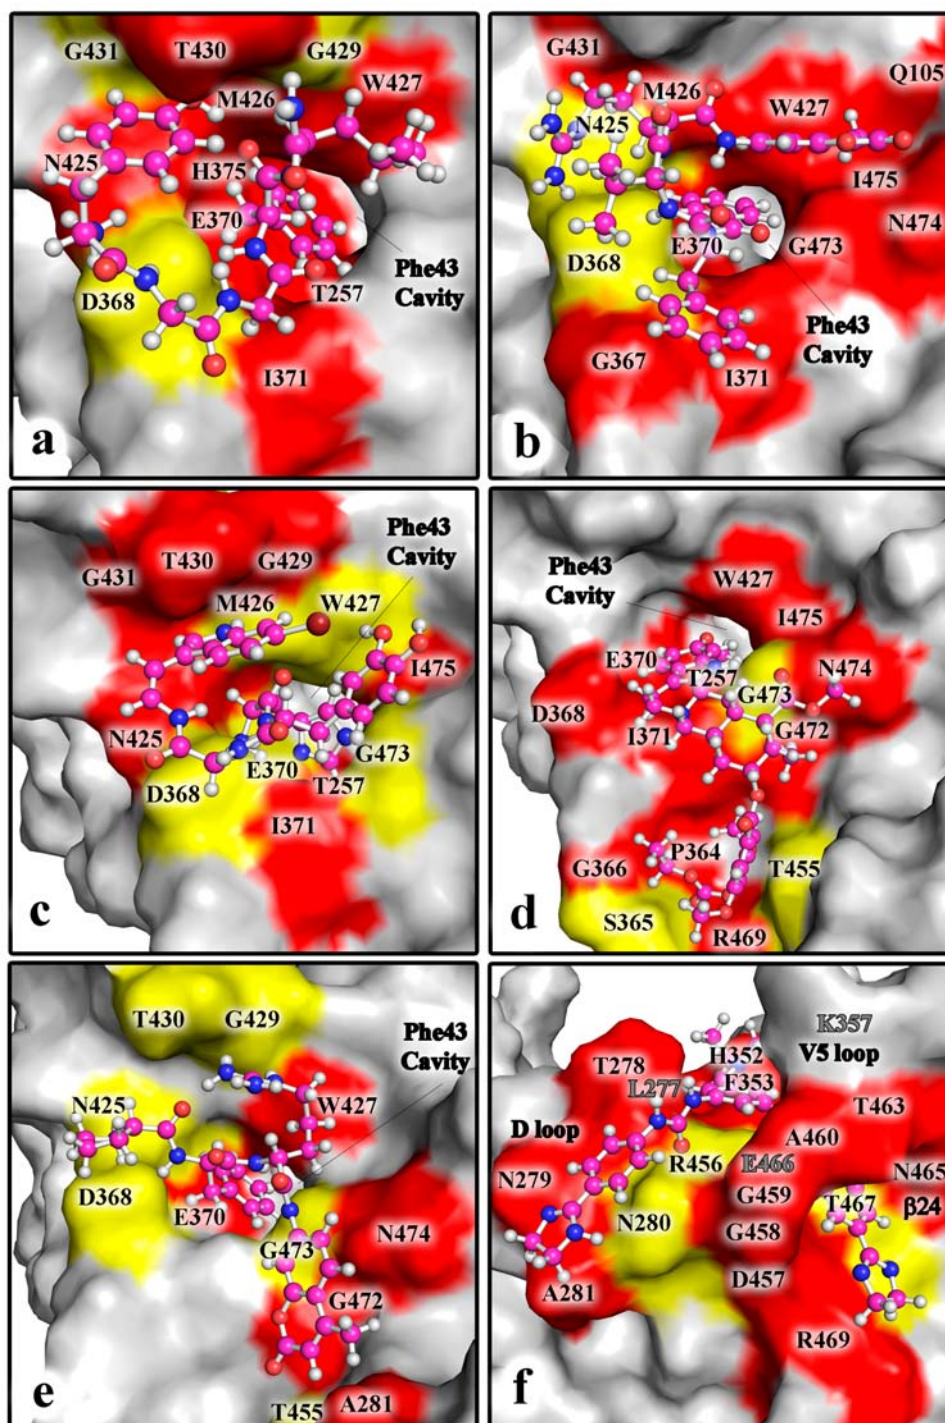 G431 T430 G429
W427
M426
N425
H375
E370
Phe43
Cavity
D368
T257
I371
a
G431
Q105
M426
W427
N425
I475
N474
E370
G473
D368
Phe43
Cavity
G367
I371
b
Phe43
Cavity
T430 G429
G431
M426 W427
I475
N425
G473
E370
D368
T257
I371
c
W427
Phe43
Cavity
I475
E370
N474
T257
G473
D368
G472
I371
P364
T455
G366
S365
R469
d
T430 G429
Phe43
Cavity
N425
W427
D368
E370
N474
G473
G472
T455
A281
e
K357
V5 loop
H352
T278
L277
F353
T463
D loop
A460
R456
E466
N465
N279
G459
T467
β24
N280
G458
D457
A281
R469
f